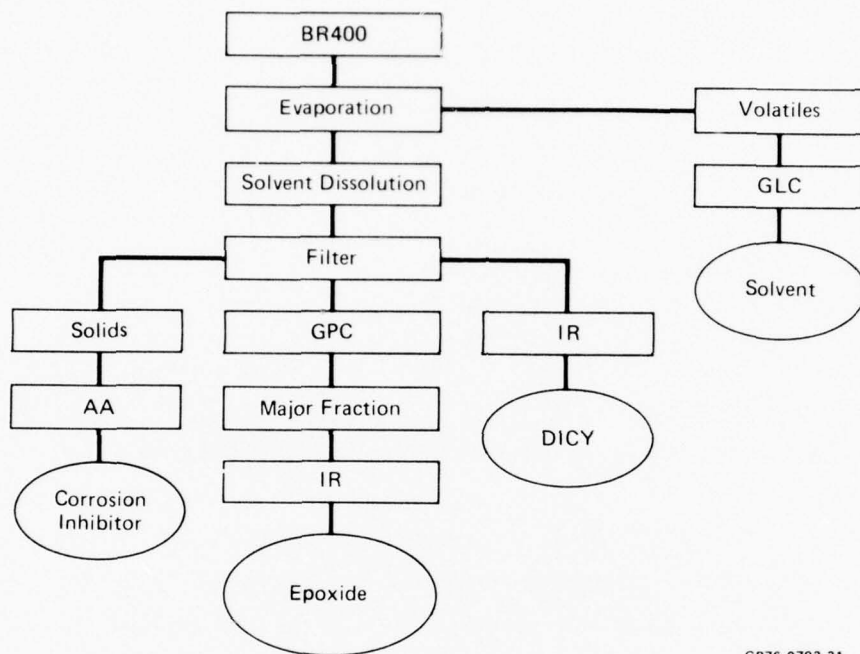 BR400
Evaporation
Volatiles
Solvent Dissolution
GLC
Filter
Solvent
Solids
GPC
IR
AA
Major Fraction
DICY
Corrosion
Inhibitor
IR
Epoxide